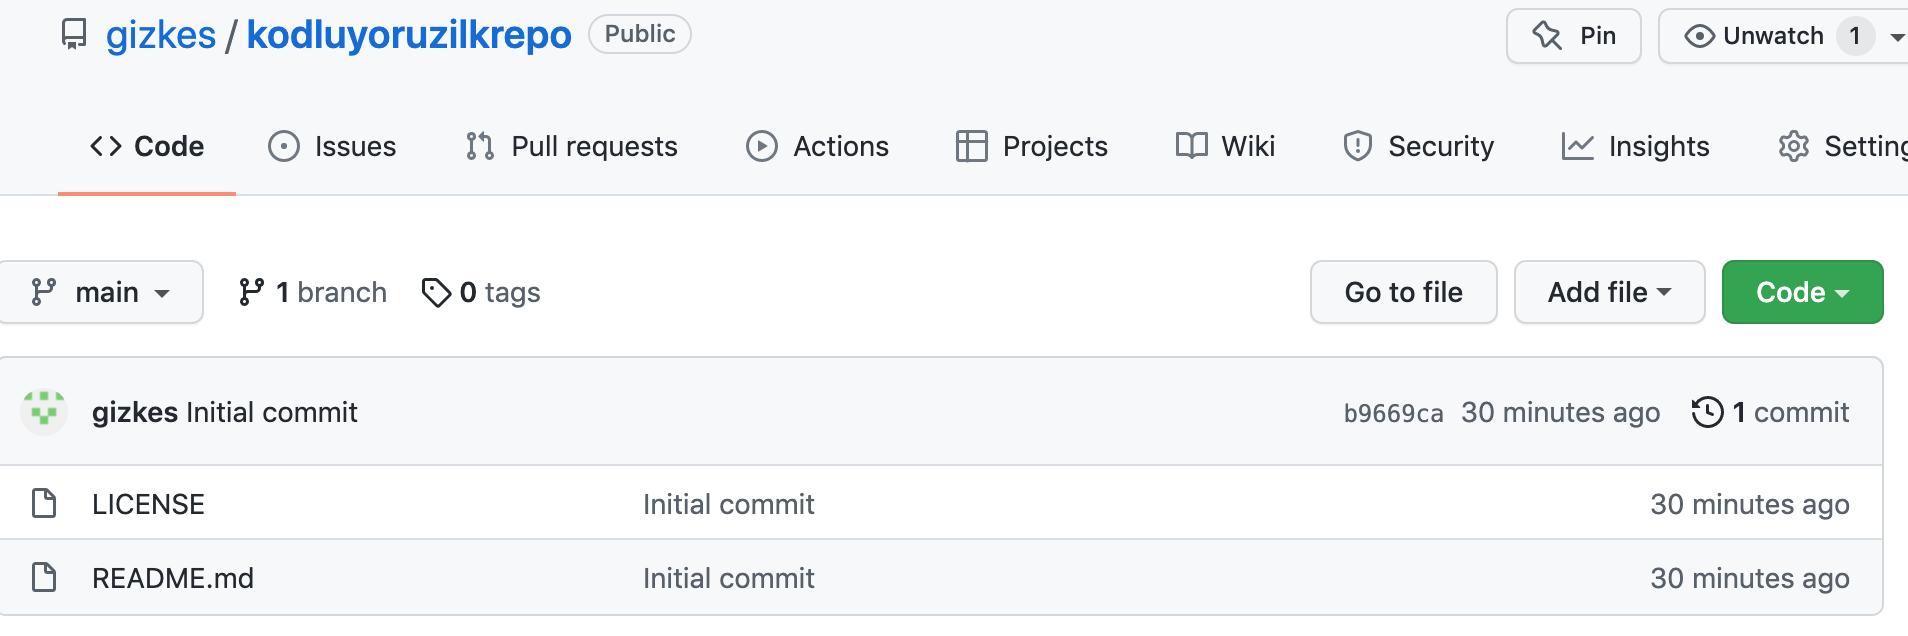 gizkes / kodluyoruzilkrepo Public Pin Unwatch 1
Code Issues Pull requests Actions Projects Wiki Security Insights Setting
main 1 branch 0 tags Go to file Add file Code
gizkes Initial commit b9669ca 30 minutes ago 1 commit
LICENSE Initial commit 30 minutes ago
README.md Initial commit 30 minutes ago